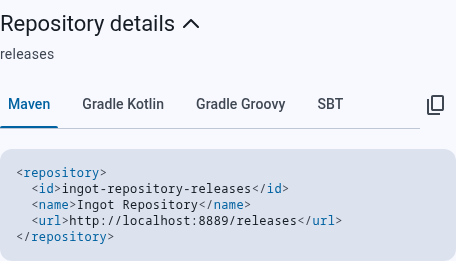 Repository details
releases
Maven Gradle Kotlin Gradle Groovy SBT
<repository>
  <id>ingot-repository-releases</id>
  <name>Ingot Repository</name>
  <url>http://localhost:8889/releases</url>
</repository>